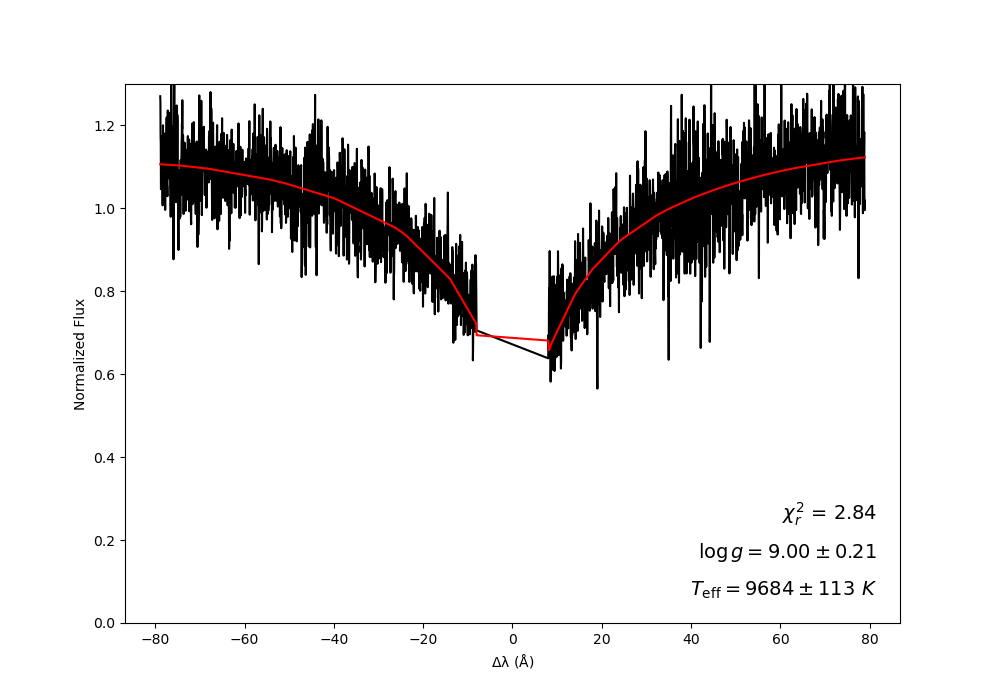 1.2
1.0
0.8
0.6
0.4
0.2
0.0
Normalized Flux
χ²ᵣ = 2.84
log g = 9.00 ± 0.21
T_eff = 9684 ± 113 K
−80 −60 −40 −20 0 20 40 60 80
Δλ (Å)